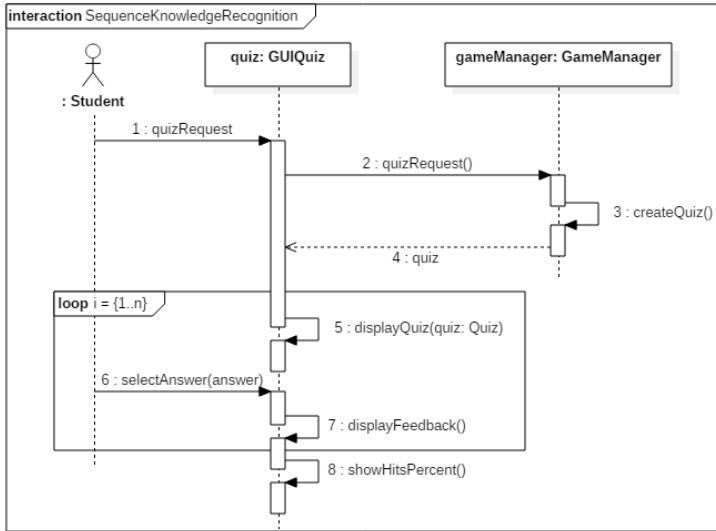 interaction SequenceKnowledgeRecognition
quiz: GUIQuiz
gameManager: GameManager
: Student
1 : quizRequest
2 : quizRequest()
3 : createQuiz()
4 : quiz
loop i = {1..n}
5 : displayQuiz(quiz: Quiz)
6 : selectAnswer(answer)
7 : displayFeedback()
8 : showHitsPercent()